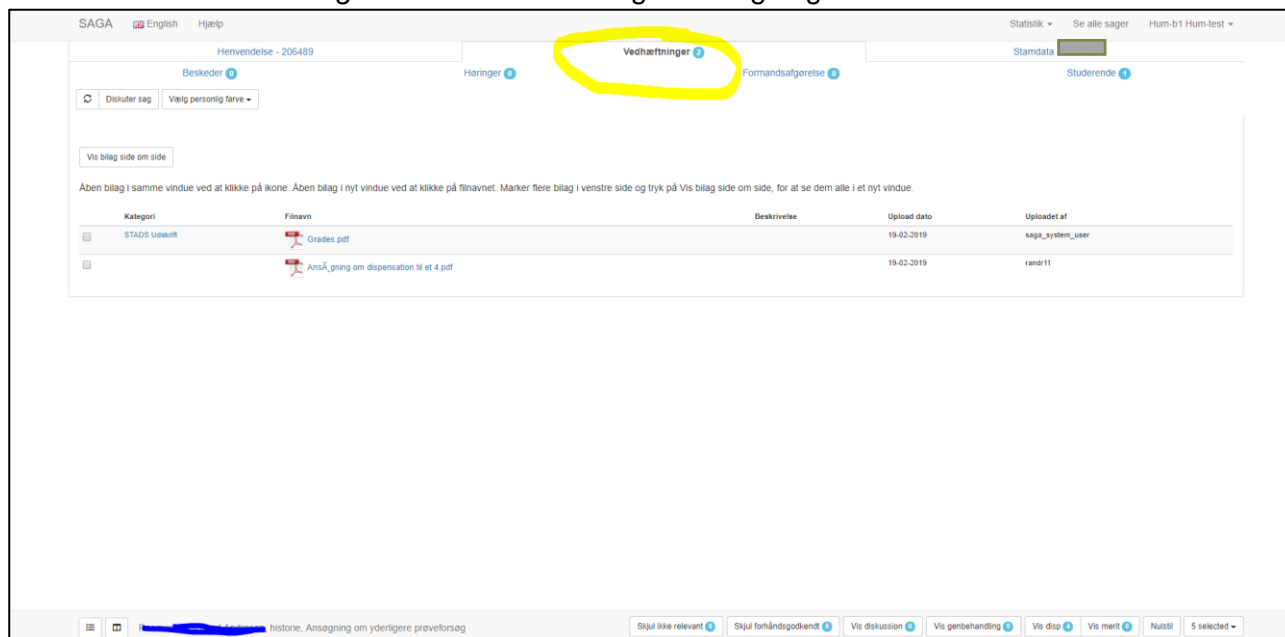 SAGA English Hjælp Statistik Se alle sager Hum-b1 Hum-test
Henvendelse - 206489 Vedhæftninger 2 Stamdata
Beskeder 0 Høringer 0 Formandsafgørelse 0 Studerende 1
Diskuter sag Vælg personlig farve
Vis bilag side om side
Åben bilag i samme vindue ved at klikke på ikone. Åben bilag i nyt vindue ved at klikke på filnavnet. Marker flere bilag i venstre side og tryk på Vis bilag side om side, for at se dem alle i et nyt vindue.
Kategori Filnavn Beskrivelse Upload dato Uploadet af
STADS Udskrift Grades.pdf 19-02-2019 saga_system_user
AnsÃ¸gning om dispensation til et 4.pdf 19-02-2019 randr11
historie, Ansøgning om yderligere prøveforsøg Skjul ikke relevant 0 Skjul forhåndsgodkendt 0 Vis diskussion 0 Vis genbehandling 0 Vis disp 4 Vis merit 0 Nulstil 5 selected